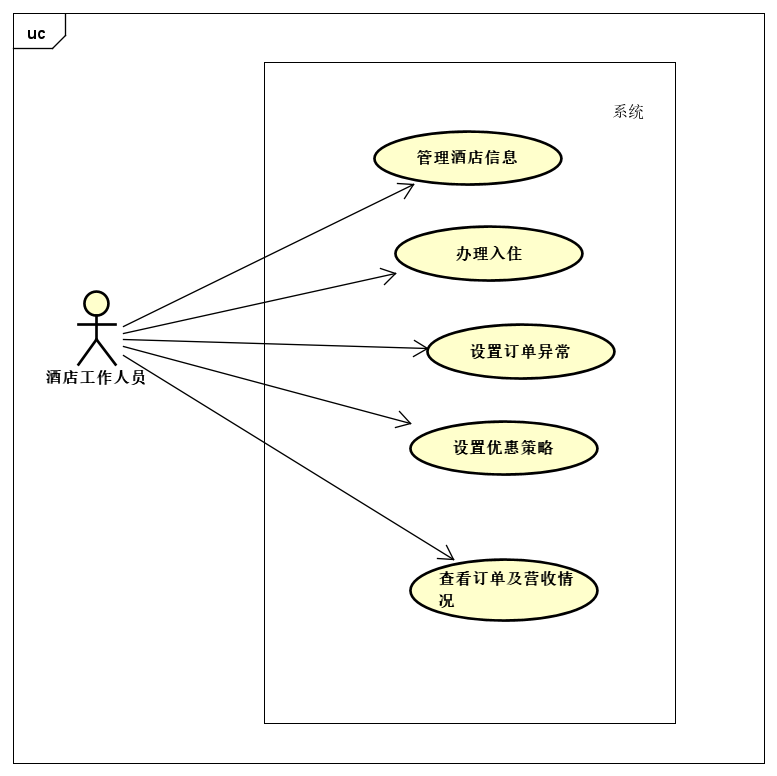 uc
系统
管理酒店信息
办理入住
设置订单异常
酒店工作人员
设置优惠策略
查看订单及营收情
况